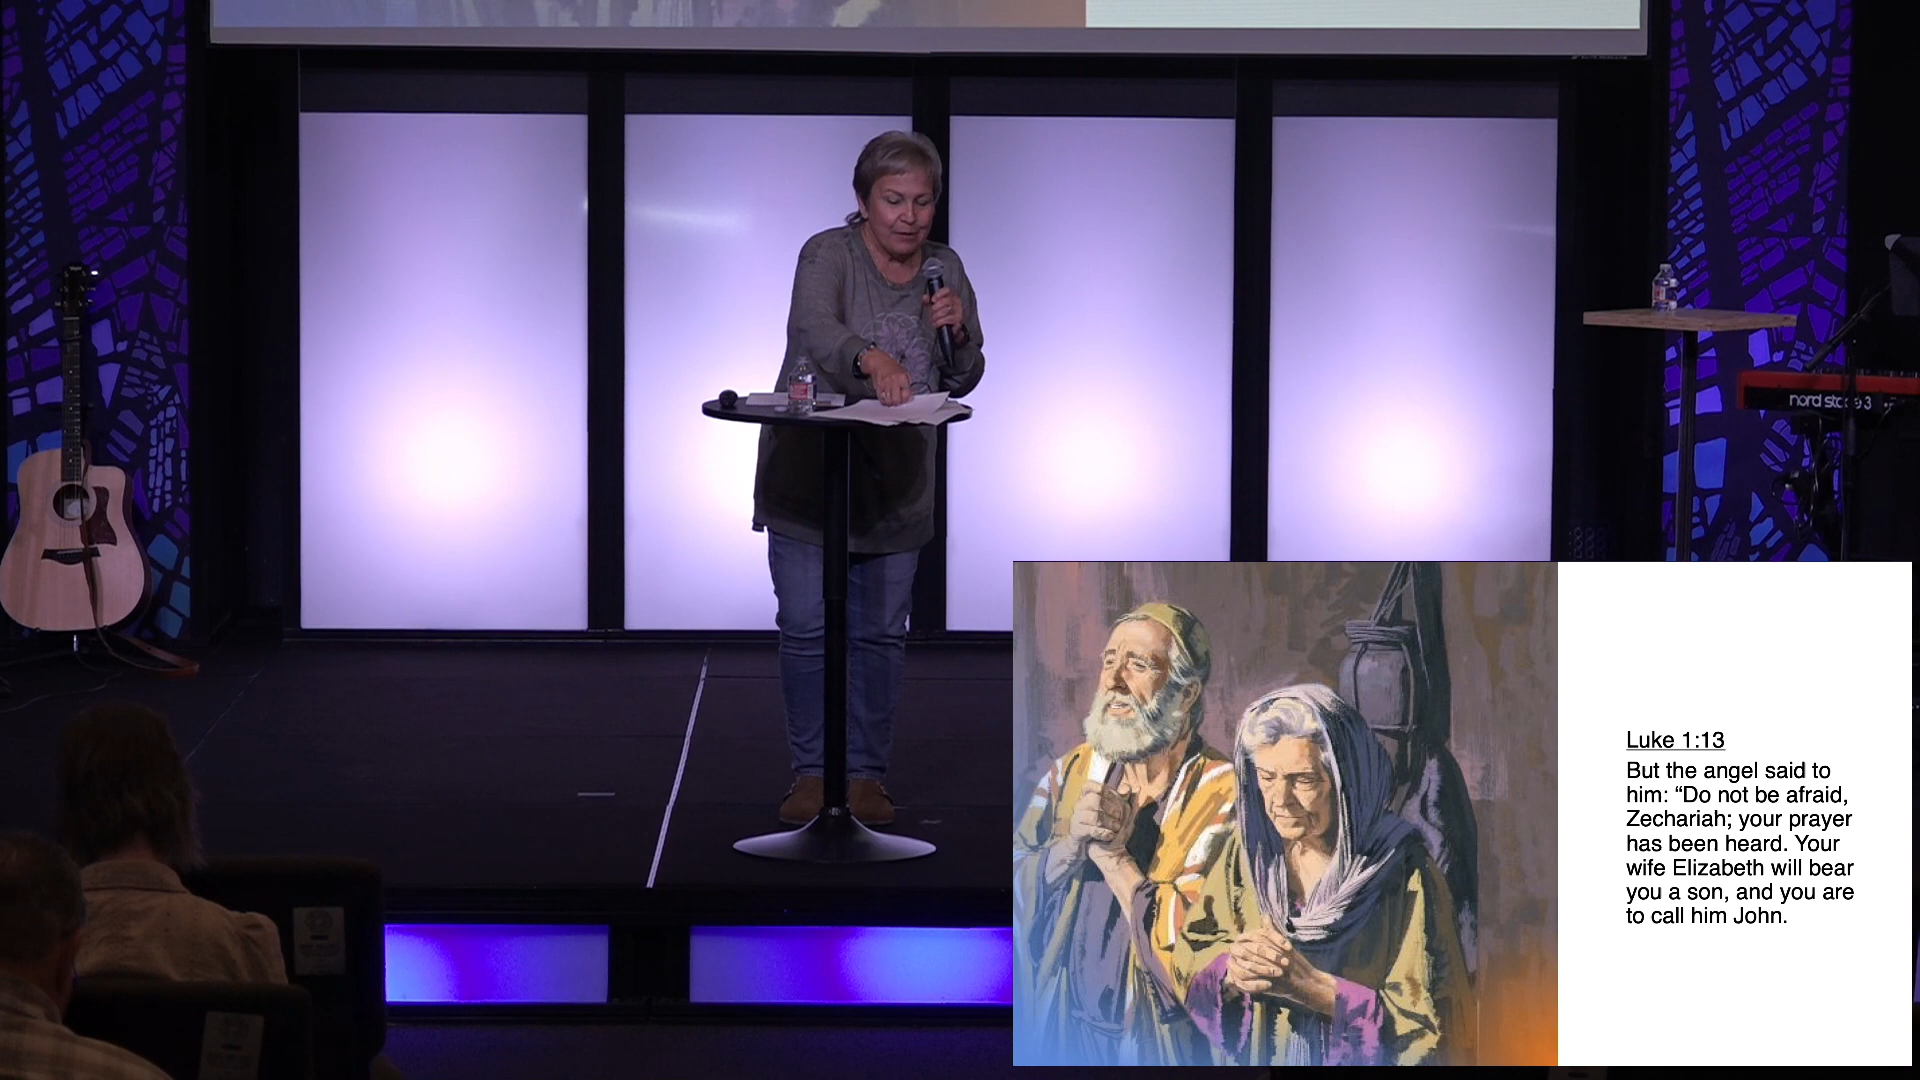 nord stage 3
Luke 1:13
But the angel said to
him: “Do not be afraid,
Zechariah; your prayer
has been heard. Your
wife Elizabeth will bear
you a son, and you are
to call him John.